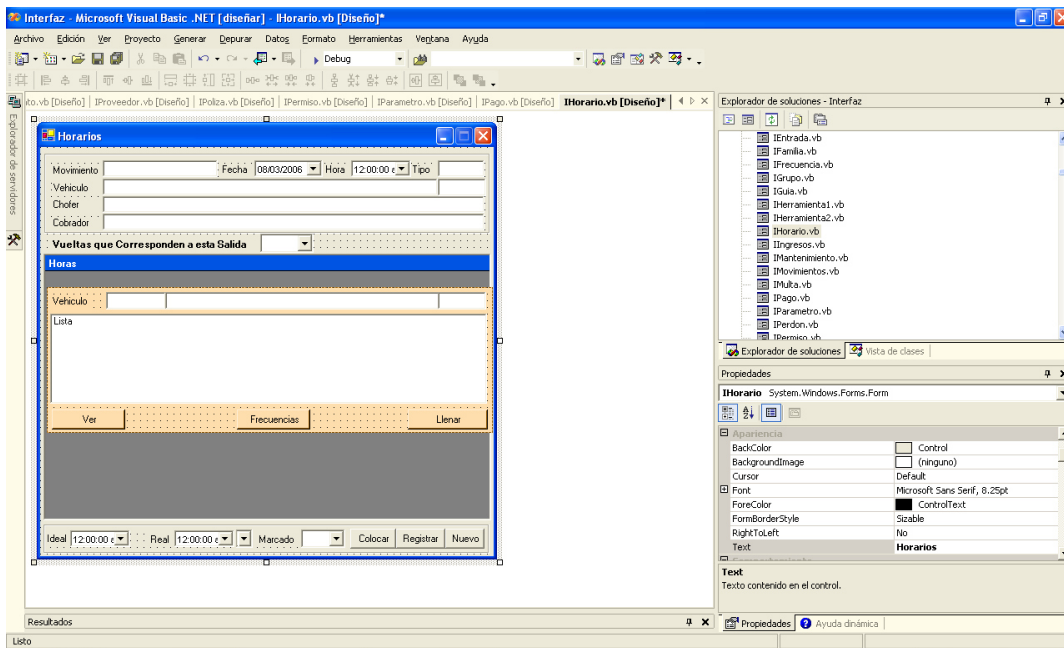 Interfaz - Microsoft Visual Basic .NET [diseñar] - IHorario.vb [Diseño]*
Archivo Edición Ver Proyecto Generar Depurar Datos Formato Herramientas Ventana Ayuda
Debug
to.vb [Diseño] IProveedor.vb [Diseño] IPoliza.vb [Diseño] IPermiso.vb [Diseño] IParametro.vb [Diseño] IPago.vb [Diseño] IHorario.vb [Diseño]*
Explorador de servidores
Horarios
Movimiento Fecha 08/03/2006 Hora 12:00:00 Tipo
Vehiculo
Chofer
Cobrador
Vueltas que Corresponden a esta Salida
Horas
Vehiculo
Lista
Ver Frecuencias Llenar
Ideal 12:00:00 Real 12:00:00 Marcado Colocar Registrar Nuevo
Resultados
Listo
Explorador de soluciones - Interfaz
IEntrada.vb
IFamilia.vb
IFrecuencia.vb
IGrupo.vb
IGuia.vb
IHerramienta1.vb
IHerramienta2.vb
IHorario.vb
IIngresos.vb
IMantenimiento.vb
IMovimientos.vb
IMulta.vb
IPago.vb
IParametro.vb
IPerdon.vb
IPermiso.vb
Explorador de soluciones Vista de clases
Propiedades
IHorario System.Windows.Forms.Form
Apariencia
BackColor Control
BackgroundImage (ninguno)
Cursor Default
Font Microsoft Sans Serif, 8.25pt
ForeColor ControlText
FormBorderStyle Sizable
RightToLeft No
Text Horarios
Text
Texto contenido en el control.
Propiedades Ayuda dinámica